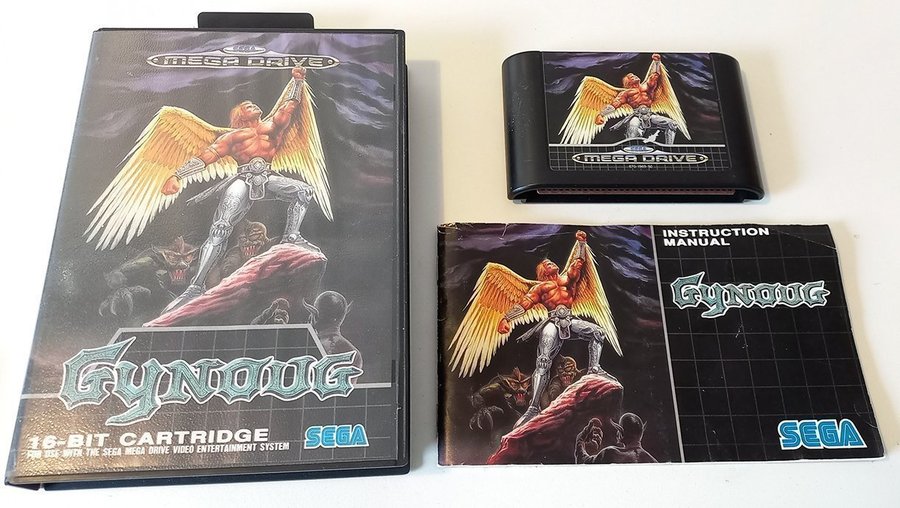 SEGA
MEGA DRIVE
GYNOUG
16-BIT CARTRIDGE
FOR USE WITH THE SEGA MEGA DRIVE VIDEO ENTERTAINMENT SYSTEM
SEGA
SEGA
MEGA DRIVE
INSTRUCTION
MANUAL
GYNOUG
SEGA